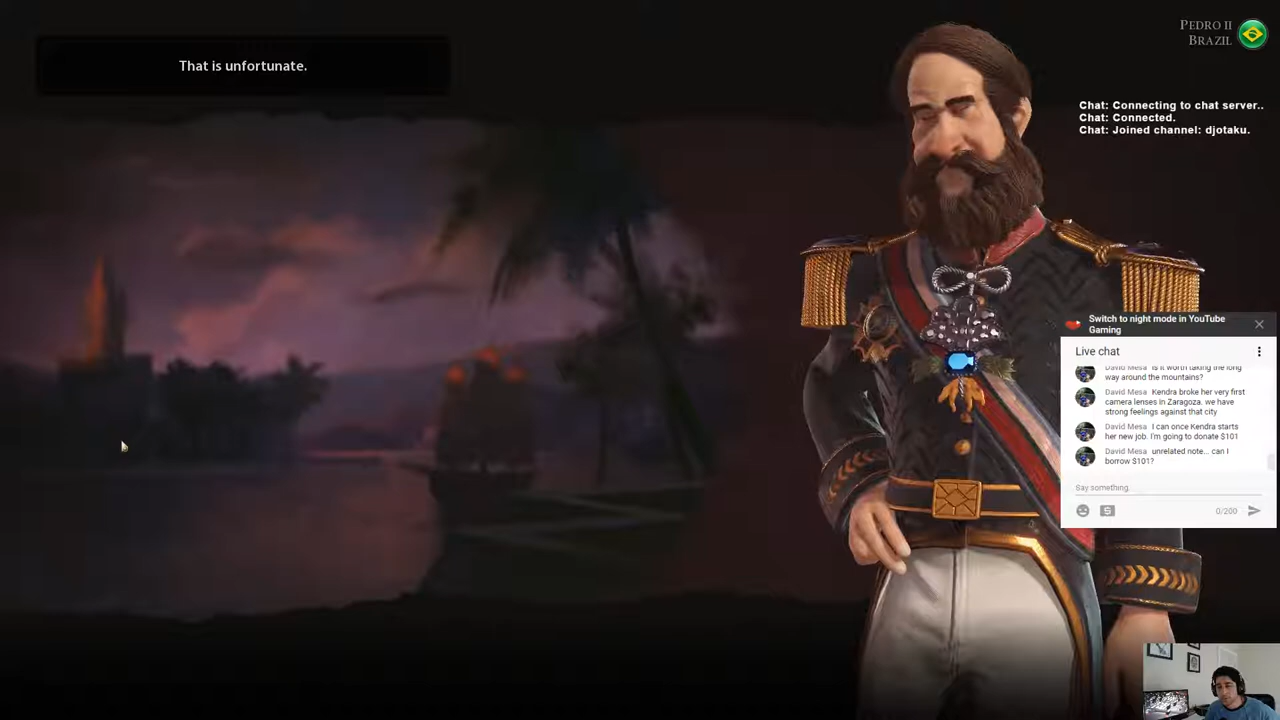 That is unfortunate.
PEDRO II
BRAZIL
Chat: Connecting to chat server..
Chat: Connected.
Chat: Joined channel: djotaku.
Switch to night mode in YouTube
Gaming
Live chat
David Mesa Is it worth taking the long
way around the mountains?
David Mesa Kendra broke her very first
camera lenses in Zaragoza. we have
strong feelings against that city
David Mesa I can once Kendra starts
her new job. I'm going to donate $101
David Mesa unrelated note... can I
borrow $101?
Say something...
0/200